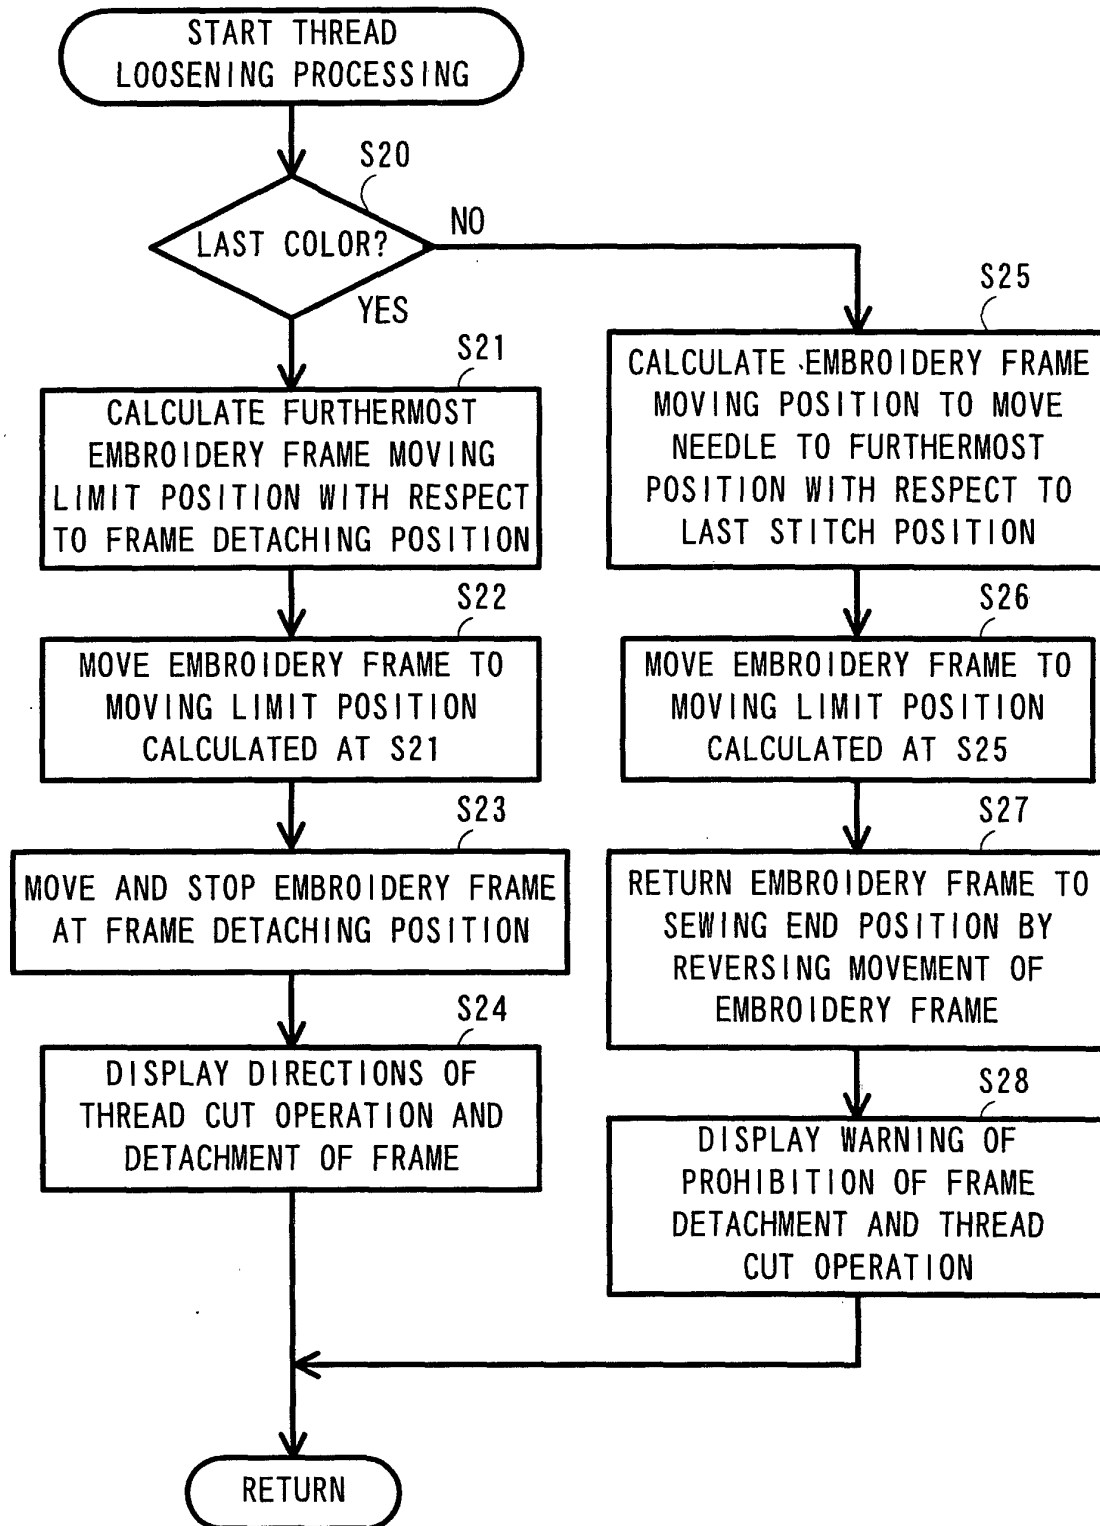 START THREAD
LOOSENING PROCESSING
S20
LAST COLOR?
NO
YES
S21
CALCULATE FURTHERMOST
EMBROIDERY FRAME MOVING
LIMIT POSITION WITH RESPECT
TO FRAME DETACHING POSITION
S22
MOVE EMBROIDERY FRAME TO
MOVING LIMIT POSITION
CALCULATED AT S21
S23
MOVE AND STOP EMBROIDERY FRAME
AT FRAME DETACHING POSITION
S24
DISPLAY DIRECTIONS OF
THREAD CUT OPERATION AND
DETACHMENT OF FRAME
S25
CALCULATE EMBROIDERY FRAME
MOVING POSITION TO MOVE
NEEDLE TO FURTHERMOST
POSITION WITH RESPECT TO
LAST STITCH POSITION
S26
MOVE EMBROIDERY FRAME TO
MOVING LIMIT POSITION
CALCULATED AT S25
S27
RETURN EMBROIDERY FRAME TO
SEWING END POSITION BY
REVERSING MOVEMENT OF
EMBROIDERY FRAME
S28
DISPLAY WARNING OF
PROHIBITION OF FRAME
DETACHMENT AND THREAD
CUT OPERATION
RETURN